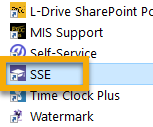 L-Drive SharePoint Po
MIS Support
Self-Service
SSE
Time Clock Plus
Watermark